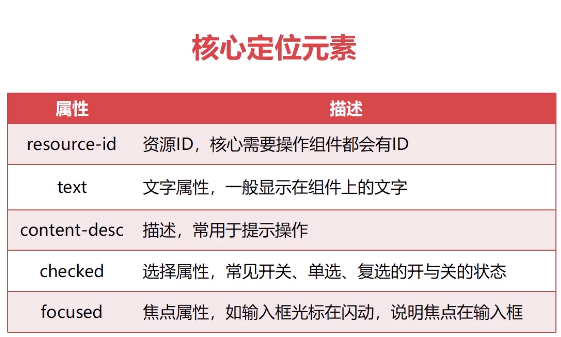 核心定位元素
属性 描述
resource-id 资源ID，核心需要操作组件都会有ID
text 文字属性，一般显示在组件上的文字
content-desc 描述，常用于提示操作
checked 选择属性，常见开关、单选、复选的开与关的状态
focused 焦点属性，如输入框光标在闪动，说明焦点在输入框